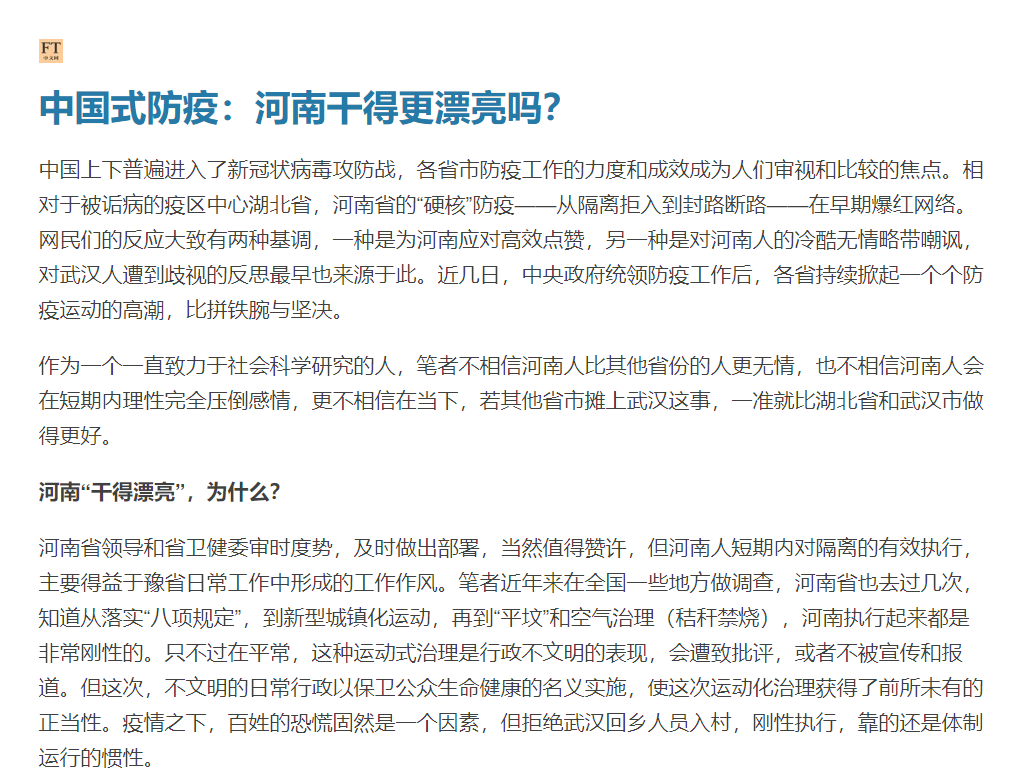 FT
中文网
中国式防疫：河南干得更漂亮吗？
中国上下普遍进入了新冠状病毒攻防战，各省市防疫工作的力度和成效成为人们审视和比较的焦点。相
对于被诟病的疫区中心湖北省，河南省的“硬核”防疫——从隔离拒入到封路断路——在早期爆红网络。
网民们的反应大致有两种基调，一种是为河南应对高效点赞，另一种是对河南人的冷酷无情略带嘲讽，
对武汉人遭到歧视的反思最早也来源于此。近几日，中央政府统领防疫工作后，各省持续掀起一个个防
疫运动的高潮，比拼铁腕与坚决。
作为一个一直致力于社会科学研究的人，笔者不相信河南人比其他省份的人更无情，也不相信河南人会
在短期内理性完全压倒感情，更不相信在当下，若其他省市摊上武汉这事，一准就比湖北省和武汉市做
得更好。
河南“干得漂亮”，为什么？
河南省领导和省卫健委审时度势，及时做出部署，当然值得赞许，但河南人短期内对隔离的有效执行，
主要得益于豫省日常工作中形成的工作作风。笔者近年来在全国一些地方做调查，河南省也去过几次，
知道从落实“八项规定”，到新型城镇化运动，再到“平坟”和空气治理（秸秆禁烧），河南执行起来都是
非常刚性的。只不过在平常，这种运动式治理是行政不文明的表现，会遭致批评，或者不被宣传和报
道。但这次，不文明的日常行政以保卫公众生命健康的名义实施，使这次运动化治理获得了前所未有的
正当性。疫情之下，百姓的恐慌固然是一个因素，但拒绝武汉回乡人员入村，刚性执行，靠的还是体制
运行的惯性。